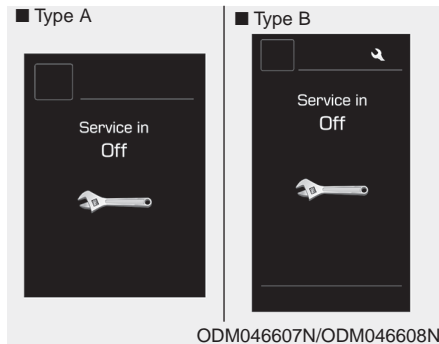 ■ Type A
Service in
Off
■ Type B
Service in
Off
ODM046607N/ODM046608N